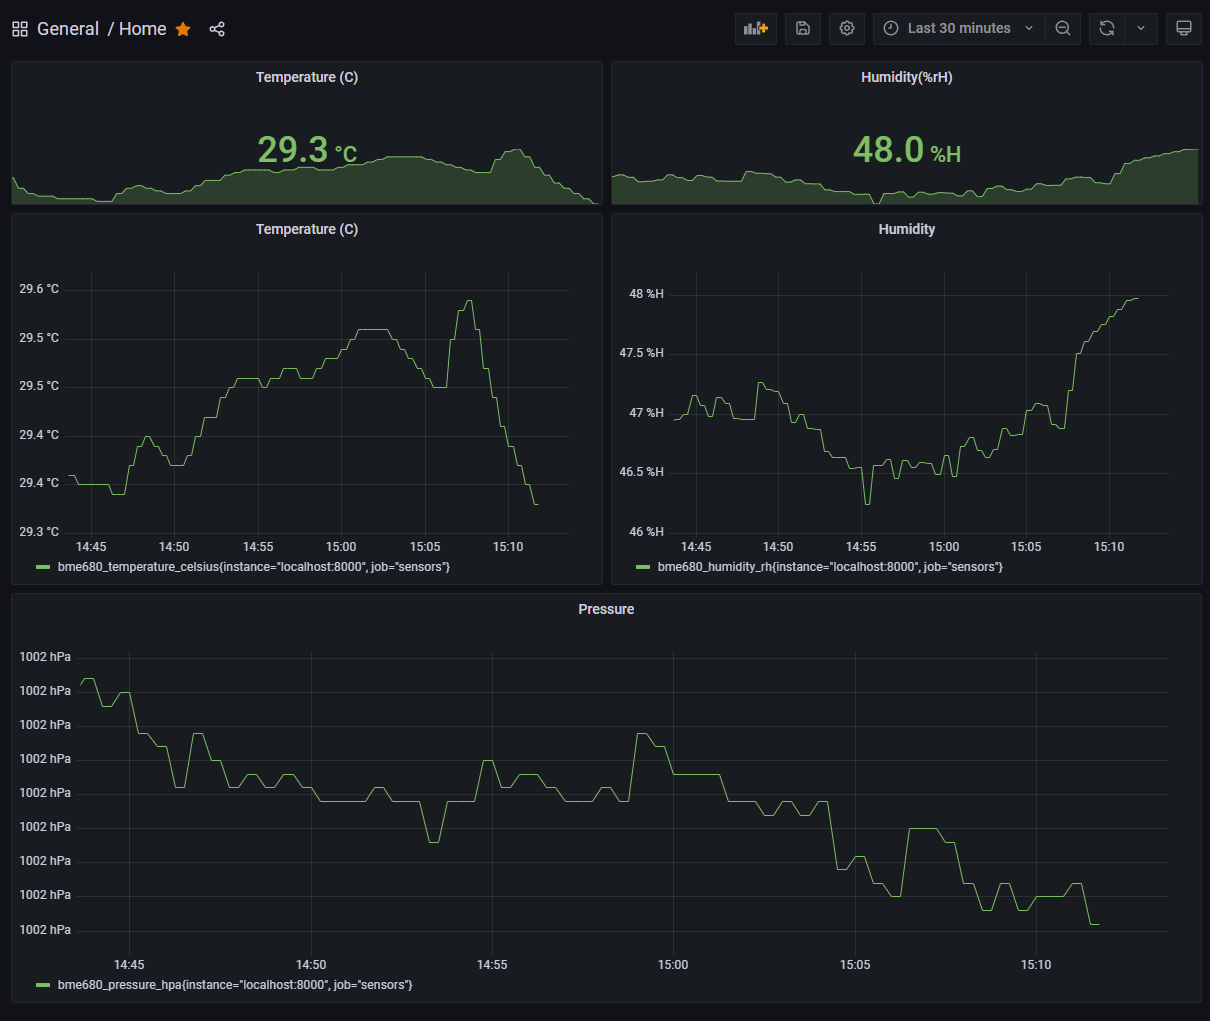 General / Home
Last 30 minutes
Temperature (C)
29.3 °C
Humidity(%rH)
48.0 %H
Temperature (C)
29.6 °C
29.5 °C
29.5 °C
29.4 °C
29.4 °C
29.3 °C
14:45 14:50 14:55 15:00 15:05 15:10
bme680_temperature_celsius{instance="localhost:8000", job="sensors"}
Humidity
48 %H
47.5 %H
47 %H
46.5 %H
46 %H
14:45 14:50 14:55 15:00 15:05 15:10
bme680_humidity_rh{instance="localhost:8000", job="sensors"}
Pressure
1002 hPa
1002 hPa
1002 hPa
1002 hPa
1002 hPa
1002 hPa
1002 hPa
1002 hPa
1002 hPa
14:45 14:50 14:55 15:00 15:05 15:10
bme680_pressure_hpa{instance="localhost:8000", job="sensors"}